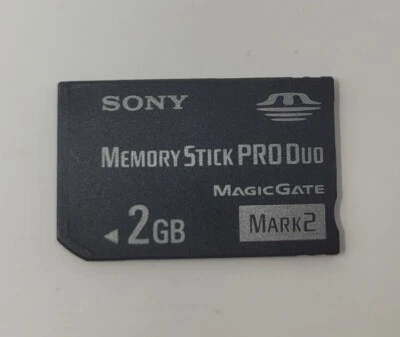 SONY
MEMORY STICK PRO DUO
MAGICGATE
2GB
MARK2